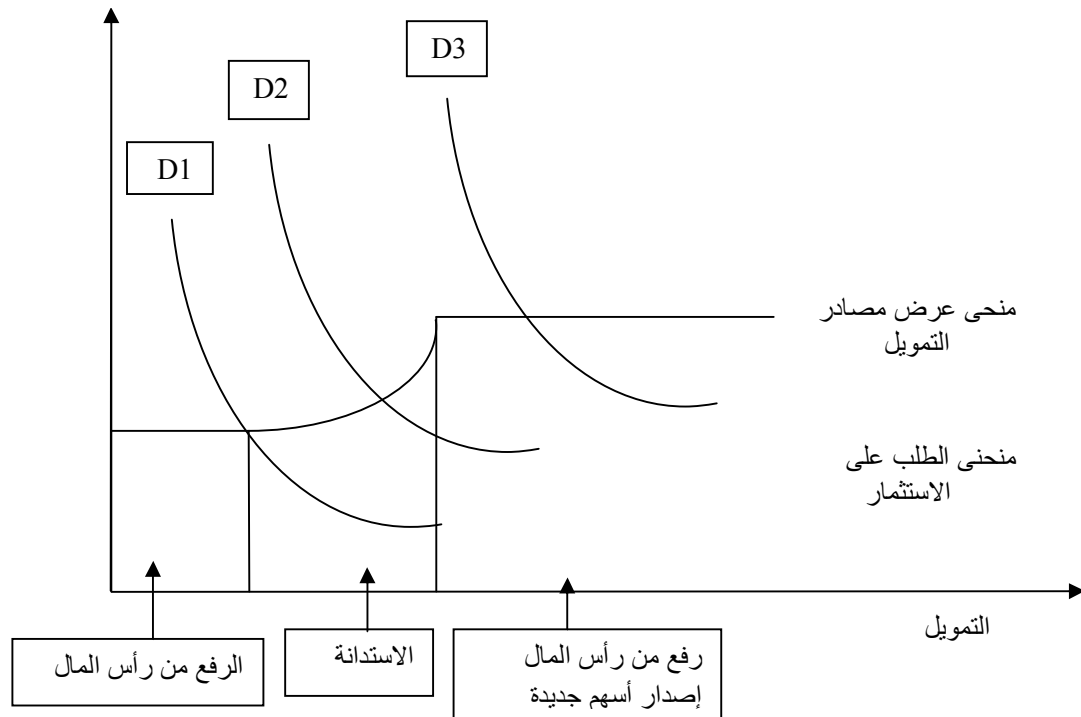 D3
D2
D1
منحى عرض مصادر
التمويل
منحنى الطلب على
الاستثمار
التمويل
الرفع من رأس المال
الاستدانة
رفع من رأس المال
إصدار أسهم جديدة